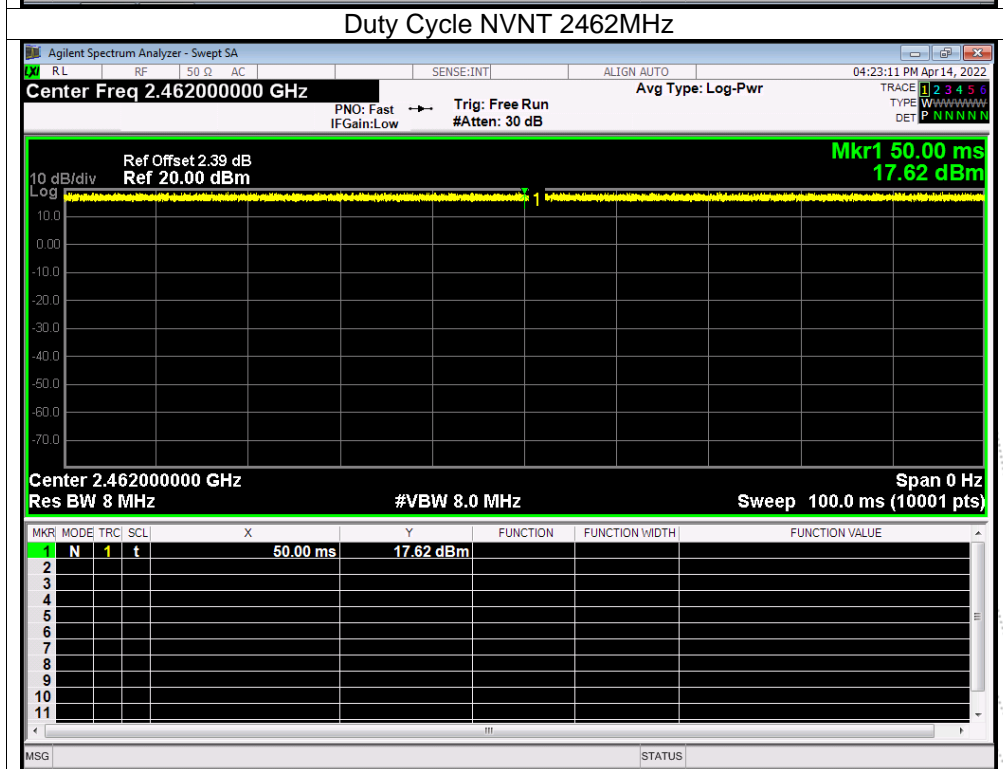 Duty Cycle NVNT 2462MHz
Agilent Spectrum Analyzer - Swept SA
LXI RL RF 50 Ω AC SENSE:INT ALIGN AUTO 04:23:11 PM Apr 14, 2022
Center Freq 2.462000000 GHz Avg Type: Log-Pwr TRACE 1 2 3 4 5 6
PNO: Fast Trig: Free Run TYPE WWWWWW
IFGain:Low #Atten: 30 dB DET P N N N N N
Mkr1 50.00 ms
Ref Offset 2.39 dB
10 dB/div Ref 20.00 dBm 17.62 dBm
Log
1
10.0
0.00
-10.0
-20.0
-30.0
-40.0
-50.0
-60.0
-70.0
Center 2.462000000 GHz Span 0 Hz
Res BW 8 MHz #VBW 8.0 MHz Sweep 100.0 ms (10001 pts)
MKR MODE TRC SCL X Y FUNCTION FUNCTION WIDTH FUNCTION VALUE
1 N 1 t 50.00 ms 17.62 dBm
2
3
4
5
6
7
8
9
10
11
MSG STATUS